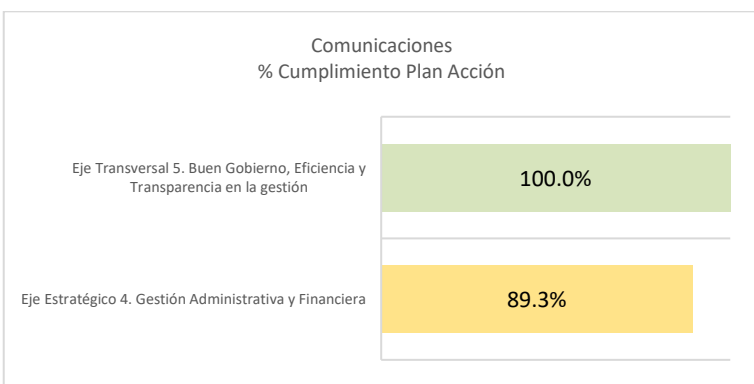 Comunicaciones
% Cumplimiento Plan Acción
Eje Transversal 5. Buen Gobierno, Eficiencia y
Transparencia en la gestión
100.0%
Eje Estratégico 4. Gestión Administrativa y Financiera
89.3%